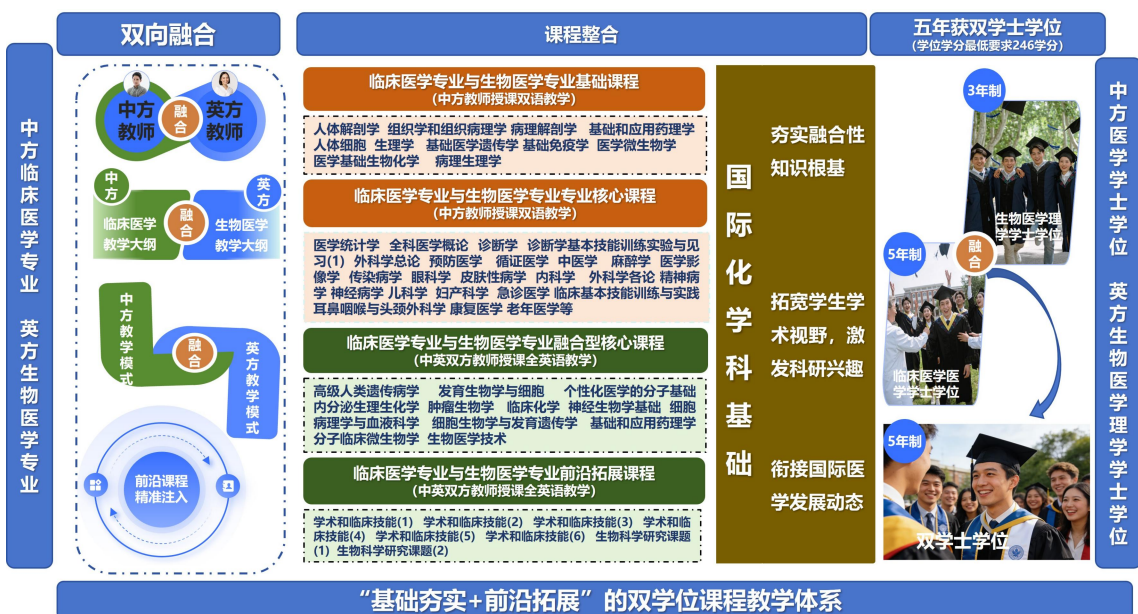 双向融合
课程整合
五年获双学士学位
(学位学分最低要求246学分)
中方临床医学专业 英方生物医学专业
中方教师
融合
英方教师
中方
英方
临床医学
教学大纲
融合
生物医学
教学大纲
中方教学模式
融合
英方教学模式
前沿课程
精准注入
临床医学专业与生物医学专业基础课程
(中方教师授课双语教学)
人体解剖学 组织学和组织病理学 病理解剖学 基础和应用药理学
人体细胞 生理学 基础医学遗传学 基础免疫学 医学微生物学
医学基础生物化学 病理生理学
临床医学专业与生物医学专业专业核心课程
(中方教师授课双语教学)
医学统计学 全科医学概论 诊断学 诊断学基本技能训练实验与见
习(1) 外科学总论 预防医学 循证医学 中医学 麻醉学 医学影
像学 传染病学 眼科学 皮肤性病学 内科学 外科学各论 精神病
学 神经病学 儿科学 妇产科学 急诊医学 临床基本技能训练与实践
耳鼻咽喉与头颈外科学 康复医学 老年医学等
临床医学专业与生物医学专业融合型核心课程
(中英双方教师授课全英语教学)
高级人类遗传病学 发育生物学与细胞 个性化医学的分子基础
内分泌生理生化学 肿瘤生物学 临床化学 神经生物学基础 细胞
病理学与血液科学 细胞生物学与发育遗传学 基础和应用药理学
分子临床微生物学 生物医学技术
临床医学专业与生物医学专业前沿拓展课程
(中英双方教师授课全英语教学)
学术和临床技能(1) 学术和临床技能(2) 学术和临床技能(3) 学术和临
床技能(4) 学术和临床技能(5) 学术和临床技能(6) 生物科学研究课题
(1) 生物科学研究课题(2)
国际化学科基础
夯实融合性
知识根基
拓宽学生学
术视野，激
发科研兴趣
衔接国际医
学发展动态
3年制
生物医学理
学学士学位
5年制
融合
临床医学医
学学士学位
5年制
双学士学位
中方医学学士学位 英方生物医学理学学士学位
“基础夯实+前沿拓展”的双学位课程教学体系